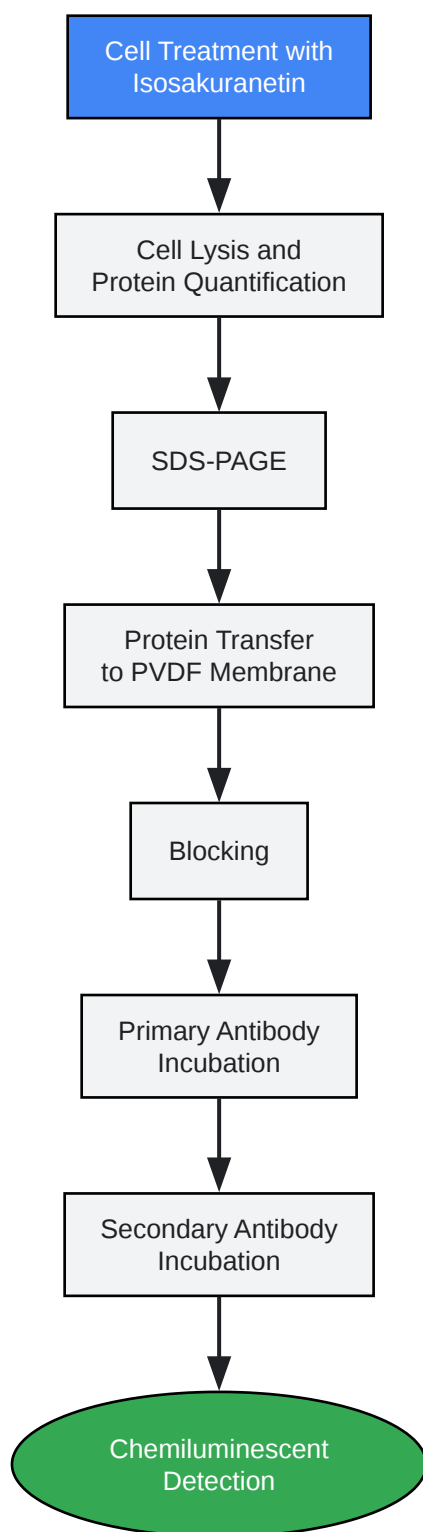 Cell Treatment with
Isosakuranetin
Cell Lysis and
Protein Quantification
SDS-PAGE
Protein Transfer
to PVDF Membrane
Blocking
Primary Antibody
Incubation
Secondary Antibody
Incubation
Chemiluminescent
Detection